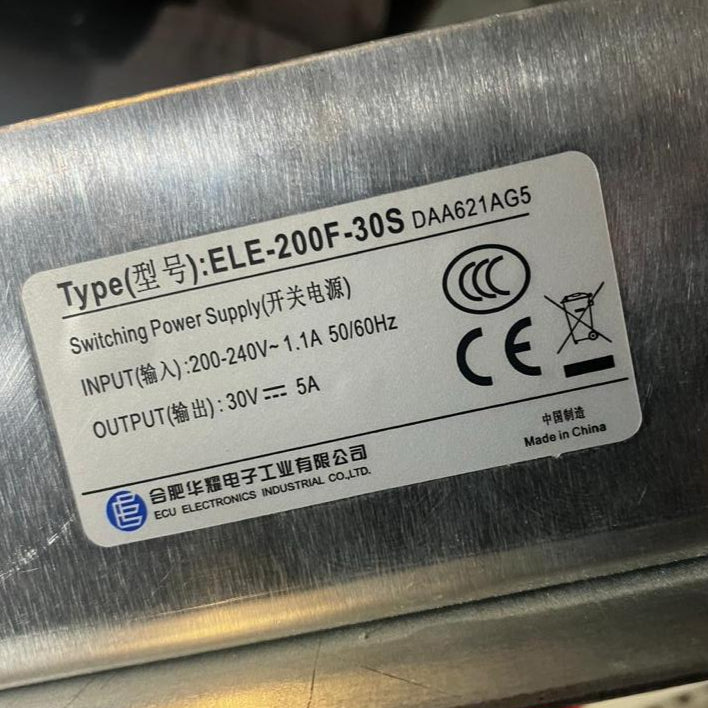 Type(型号):ELE-200F-30S DAA621AG5
Switching Power Supply(开关电源)
INPUT(输入):200-240V~ 1.1A 50/60Hz
OUTPUT(输出):30V⎓ 5A
CCC
CE
中国制造
Made in China
合肥华耀电子工业有限公司
ECU ELECTRONICS INDUSTRIAL CO.,LTD.